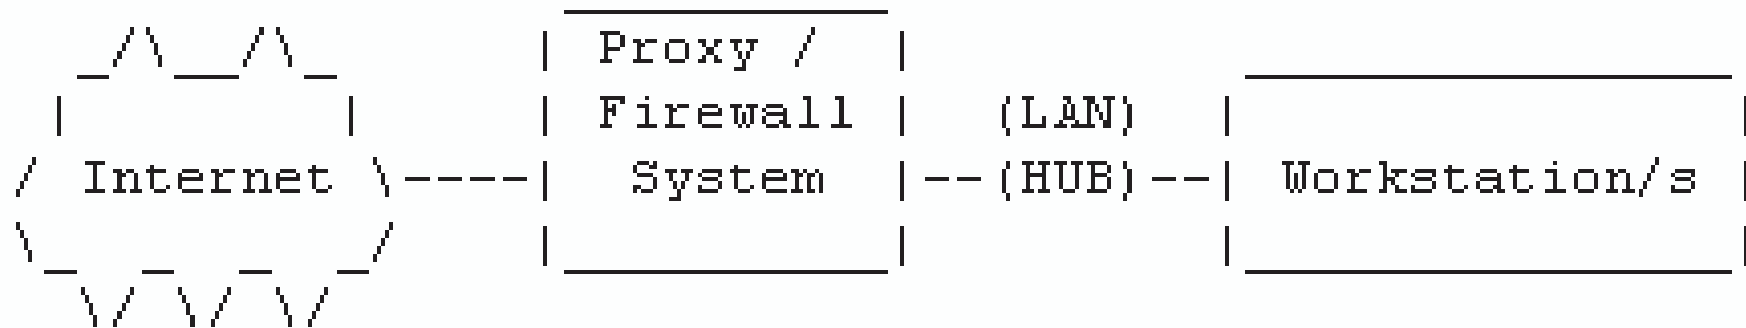 Proxy /
Firewall (LAN)
Internet ----| System |--(HUB)--| Workstation/s